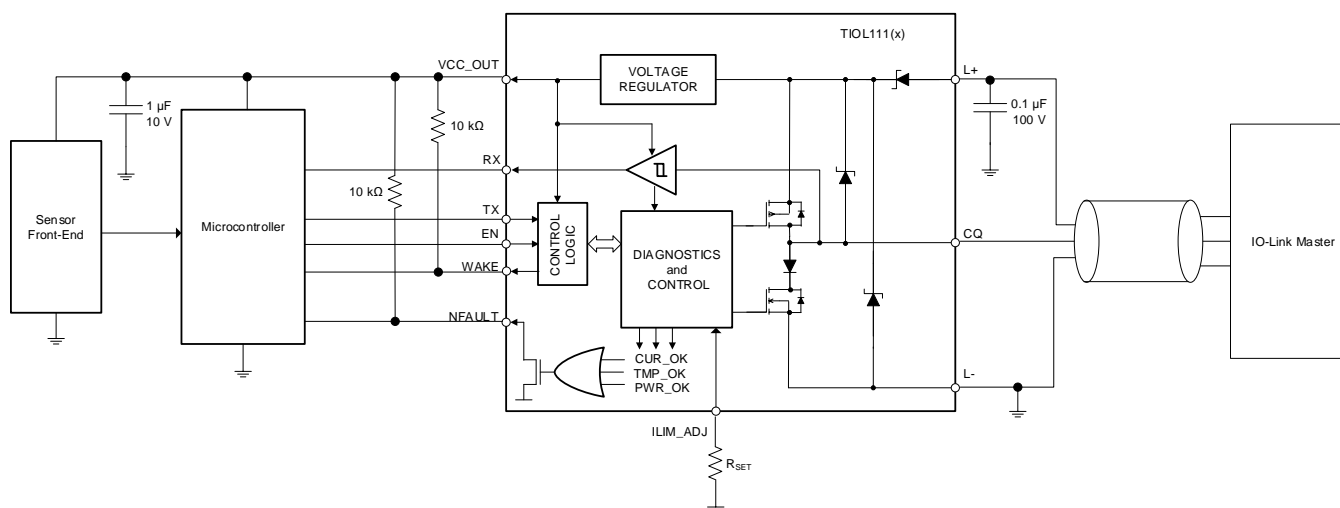 TIOL111(x)
VCC_OUT
VOLTAGE
REGULATOR
L+
1 µF
10 V
10 kΩ
0.1 µF
100 V
RX
10 kΩ
Sensor
Front-End
Microcontroller
TX
EN
WAKE
NFAULT
CONTROL
LOGIC
DIAGNOSTICS
and
CONTROL
CQ
IO-Link Master
CUR_OK
TMP_OK
PWR_OK
L-
ILIM_ADJ
RSET